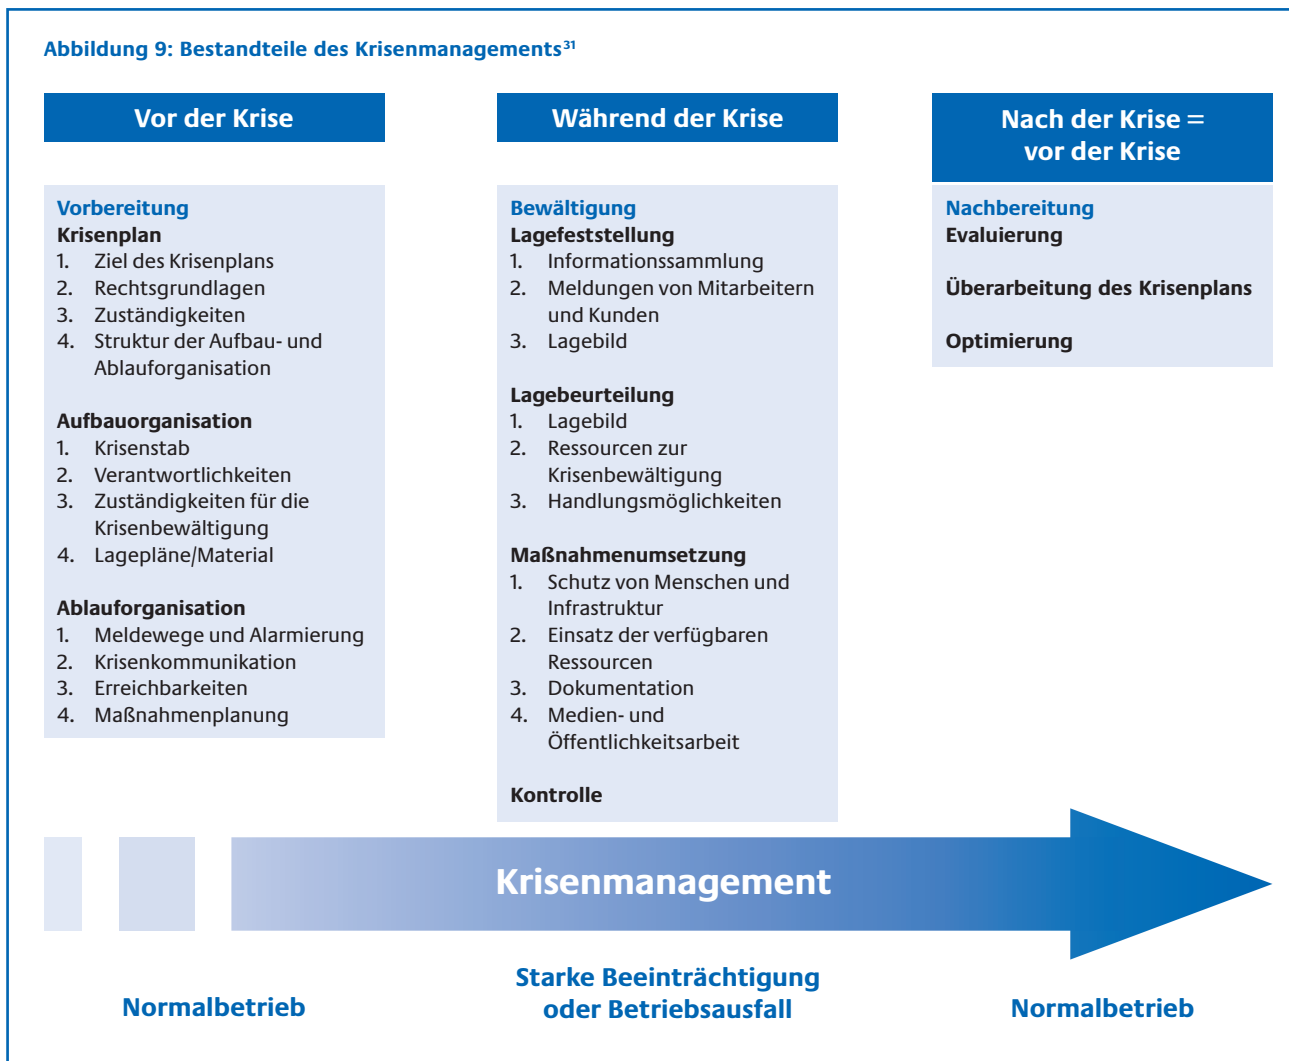 Abbildung 9: Bestandteile des Krisenmanagements³¹
Vor der Krise
Vorbereitung
Krisenplan
1. Ziel des Krisenplans
2. Rechtsgrundlagen
3. Zuständigkeiten
4. Struktur der Aufbau- und
Ablauforganisation
Aufbauorganisation
1. Krisenstab
2. Verantwortlichkeiten
3. Zuständigkeiten für die
Krisenbewältigung
4. Lagepläne/Material
Ablauforganisation
1. Meldewege und Alarmierung
2. Krisenkommunikation
3. Erreichbarkeiten
4. Maßnahmenplanung
Während der Krise
Bewältigung
Lagefeststellung
1. Informationssammlung
2. Meldungen von Mitarbeitern
und Kunden
3. Lagebild
Lagebeurteilung
1. Lagebild
2. Ressourcen zur
Krisenbewältigung
3. Handlungsmöglichkeiten
Maßnahmenumsetzung
1. Schutz von Menschen und
Infrastruktur
2. Einsatz der verfügbaren
Ressourcen
3. Dokumentation
4. Medien- und
Öffentlichkeitsarbeit
Kontrolle
Nach der Krise =
vor der Krise
Nachbereitung
Evaluierung
Überarbeitung des Krisenplans
Optimierung
Krisenmanagement
Normalbetrieb
Starke Beeinträchtigung
oder Betriebsausfall
Normalbetrieb